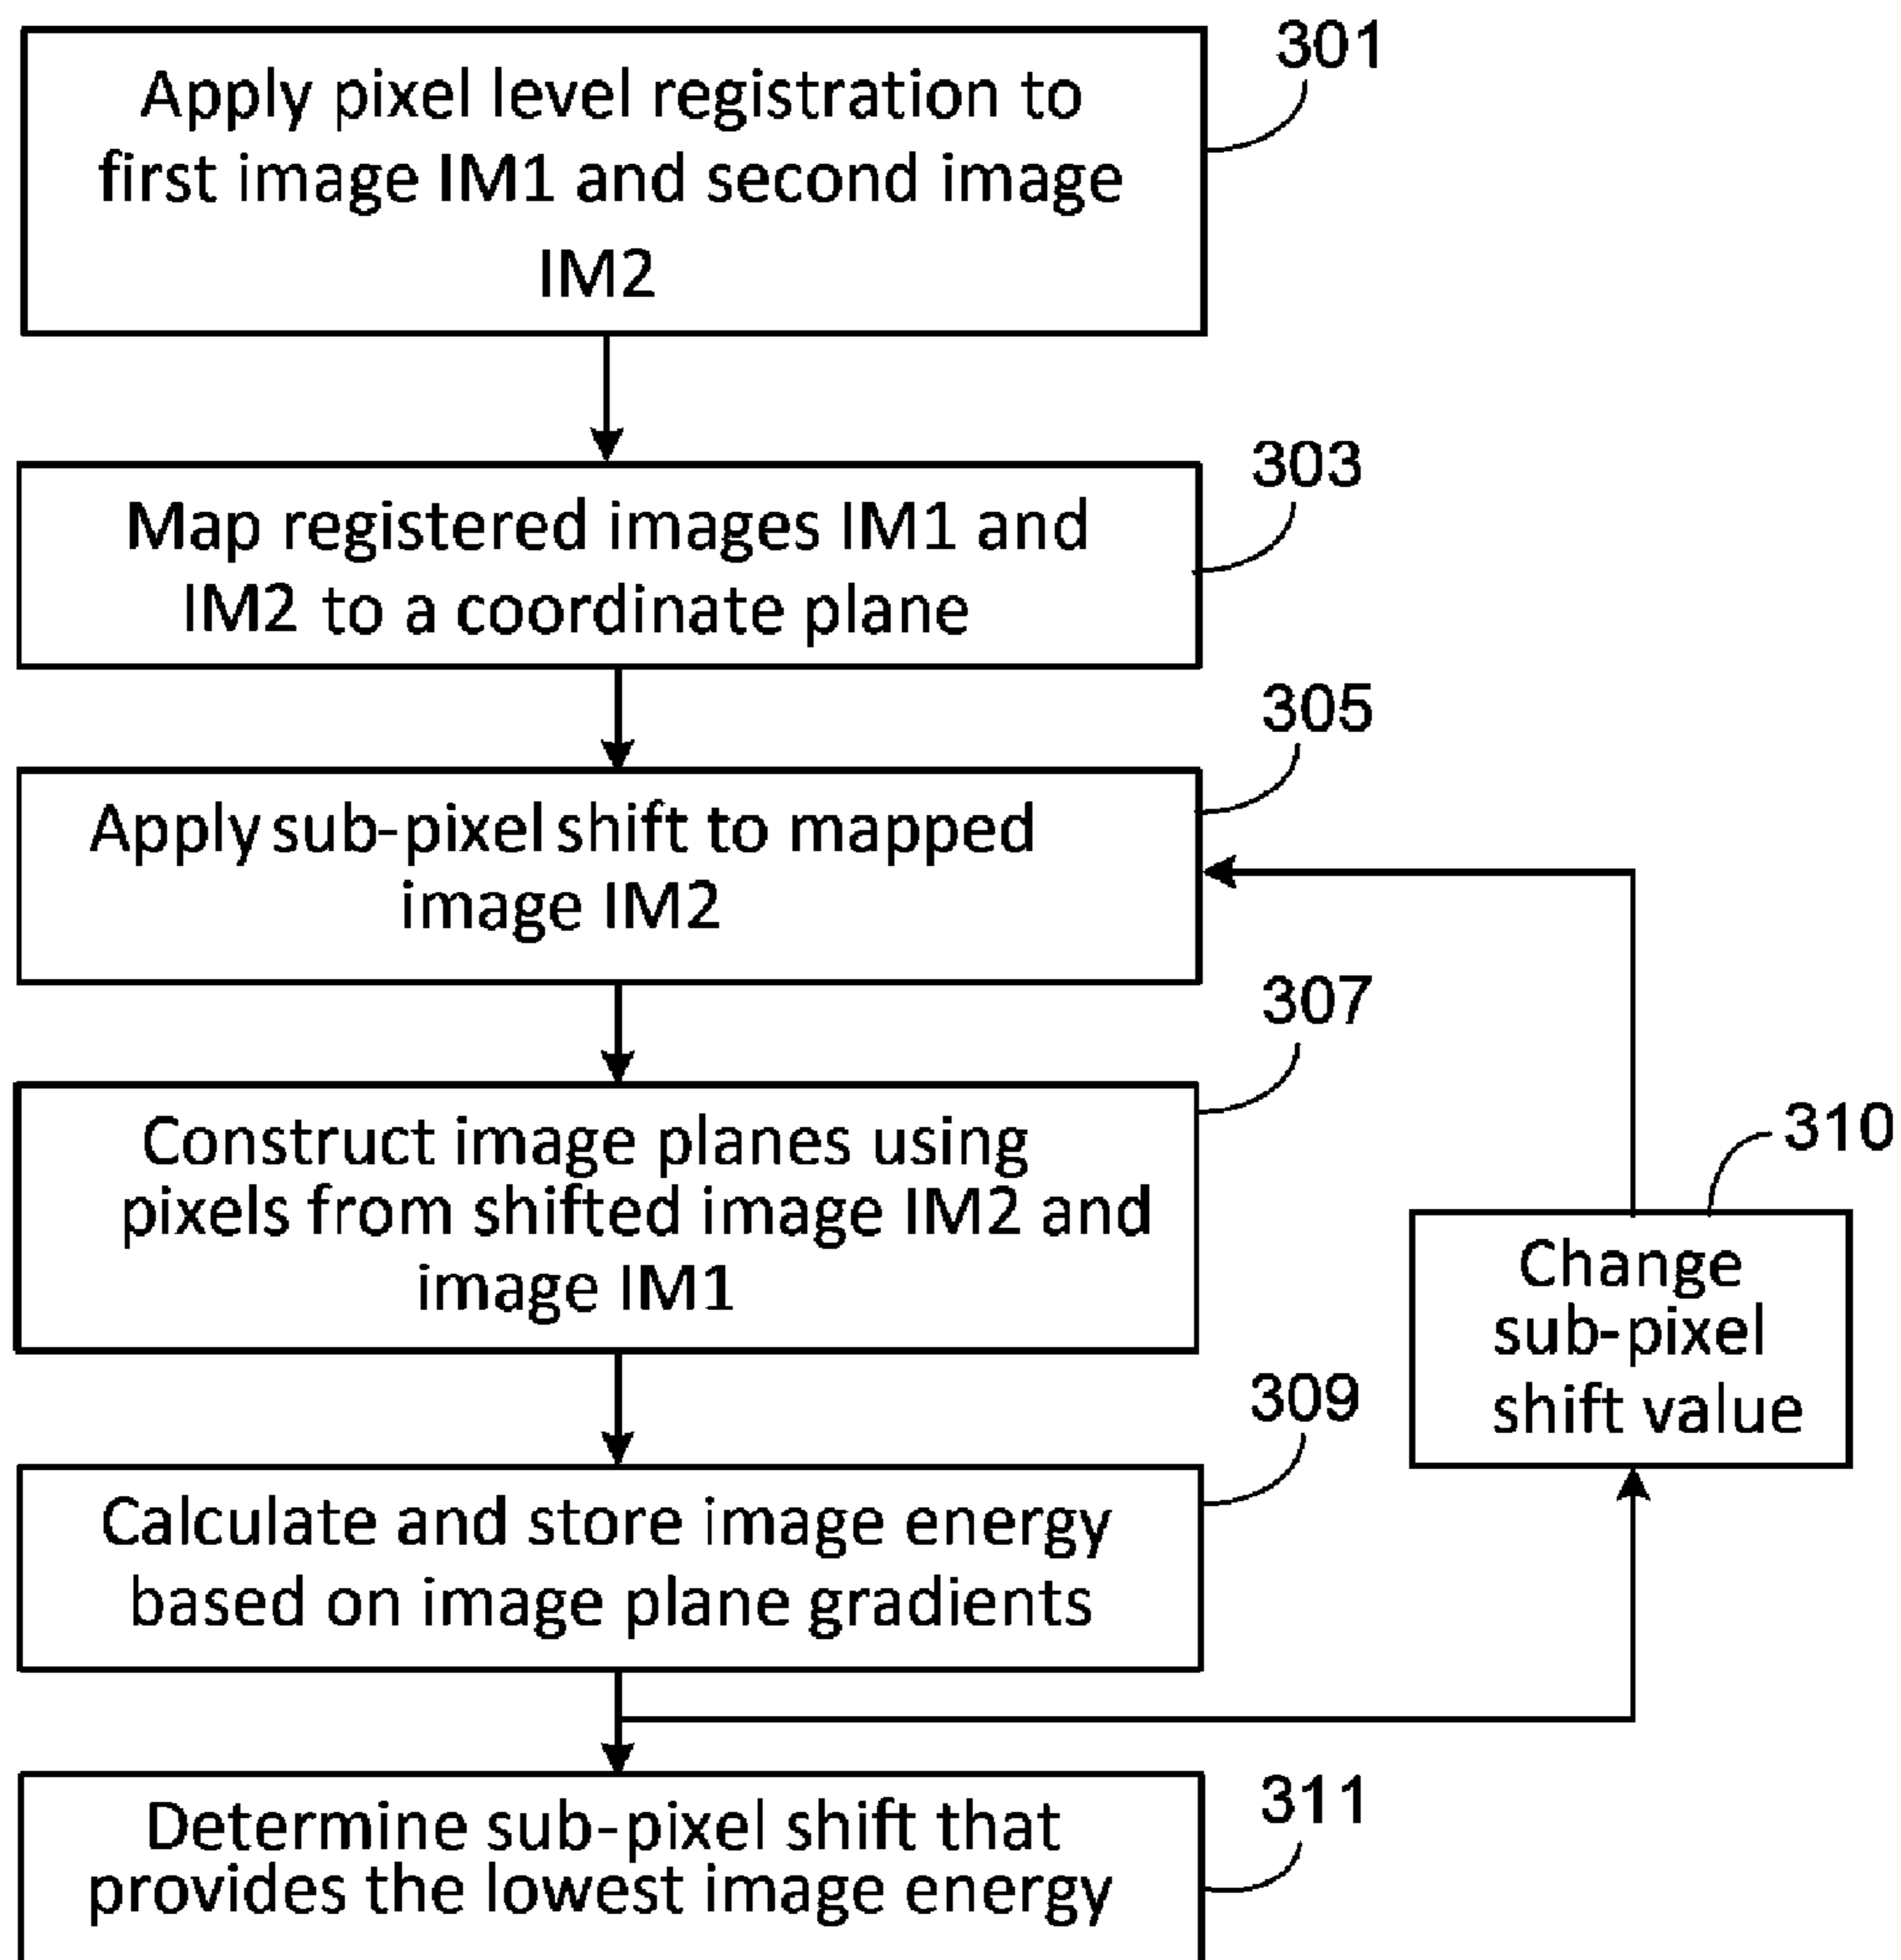 301
Apply pixel level registration to
first image IM1 and second image
IM2
303
Map registered images IM1 and
IM2 to a coordinate plane
305
Apply sub-pixel shift to mapped
image IM2
307
Construct image planes using
pixels from shifted image IM2 and
image IM1
310
Change
sub-pixel
shift value
309
Calculate and store image energy
based on image plane gradients
311
Determine sub-pixel shift that
provides the lowest image energy